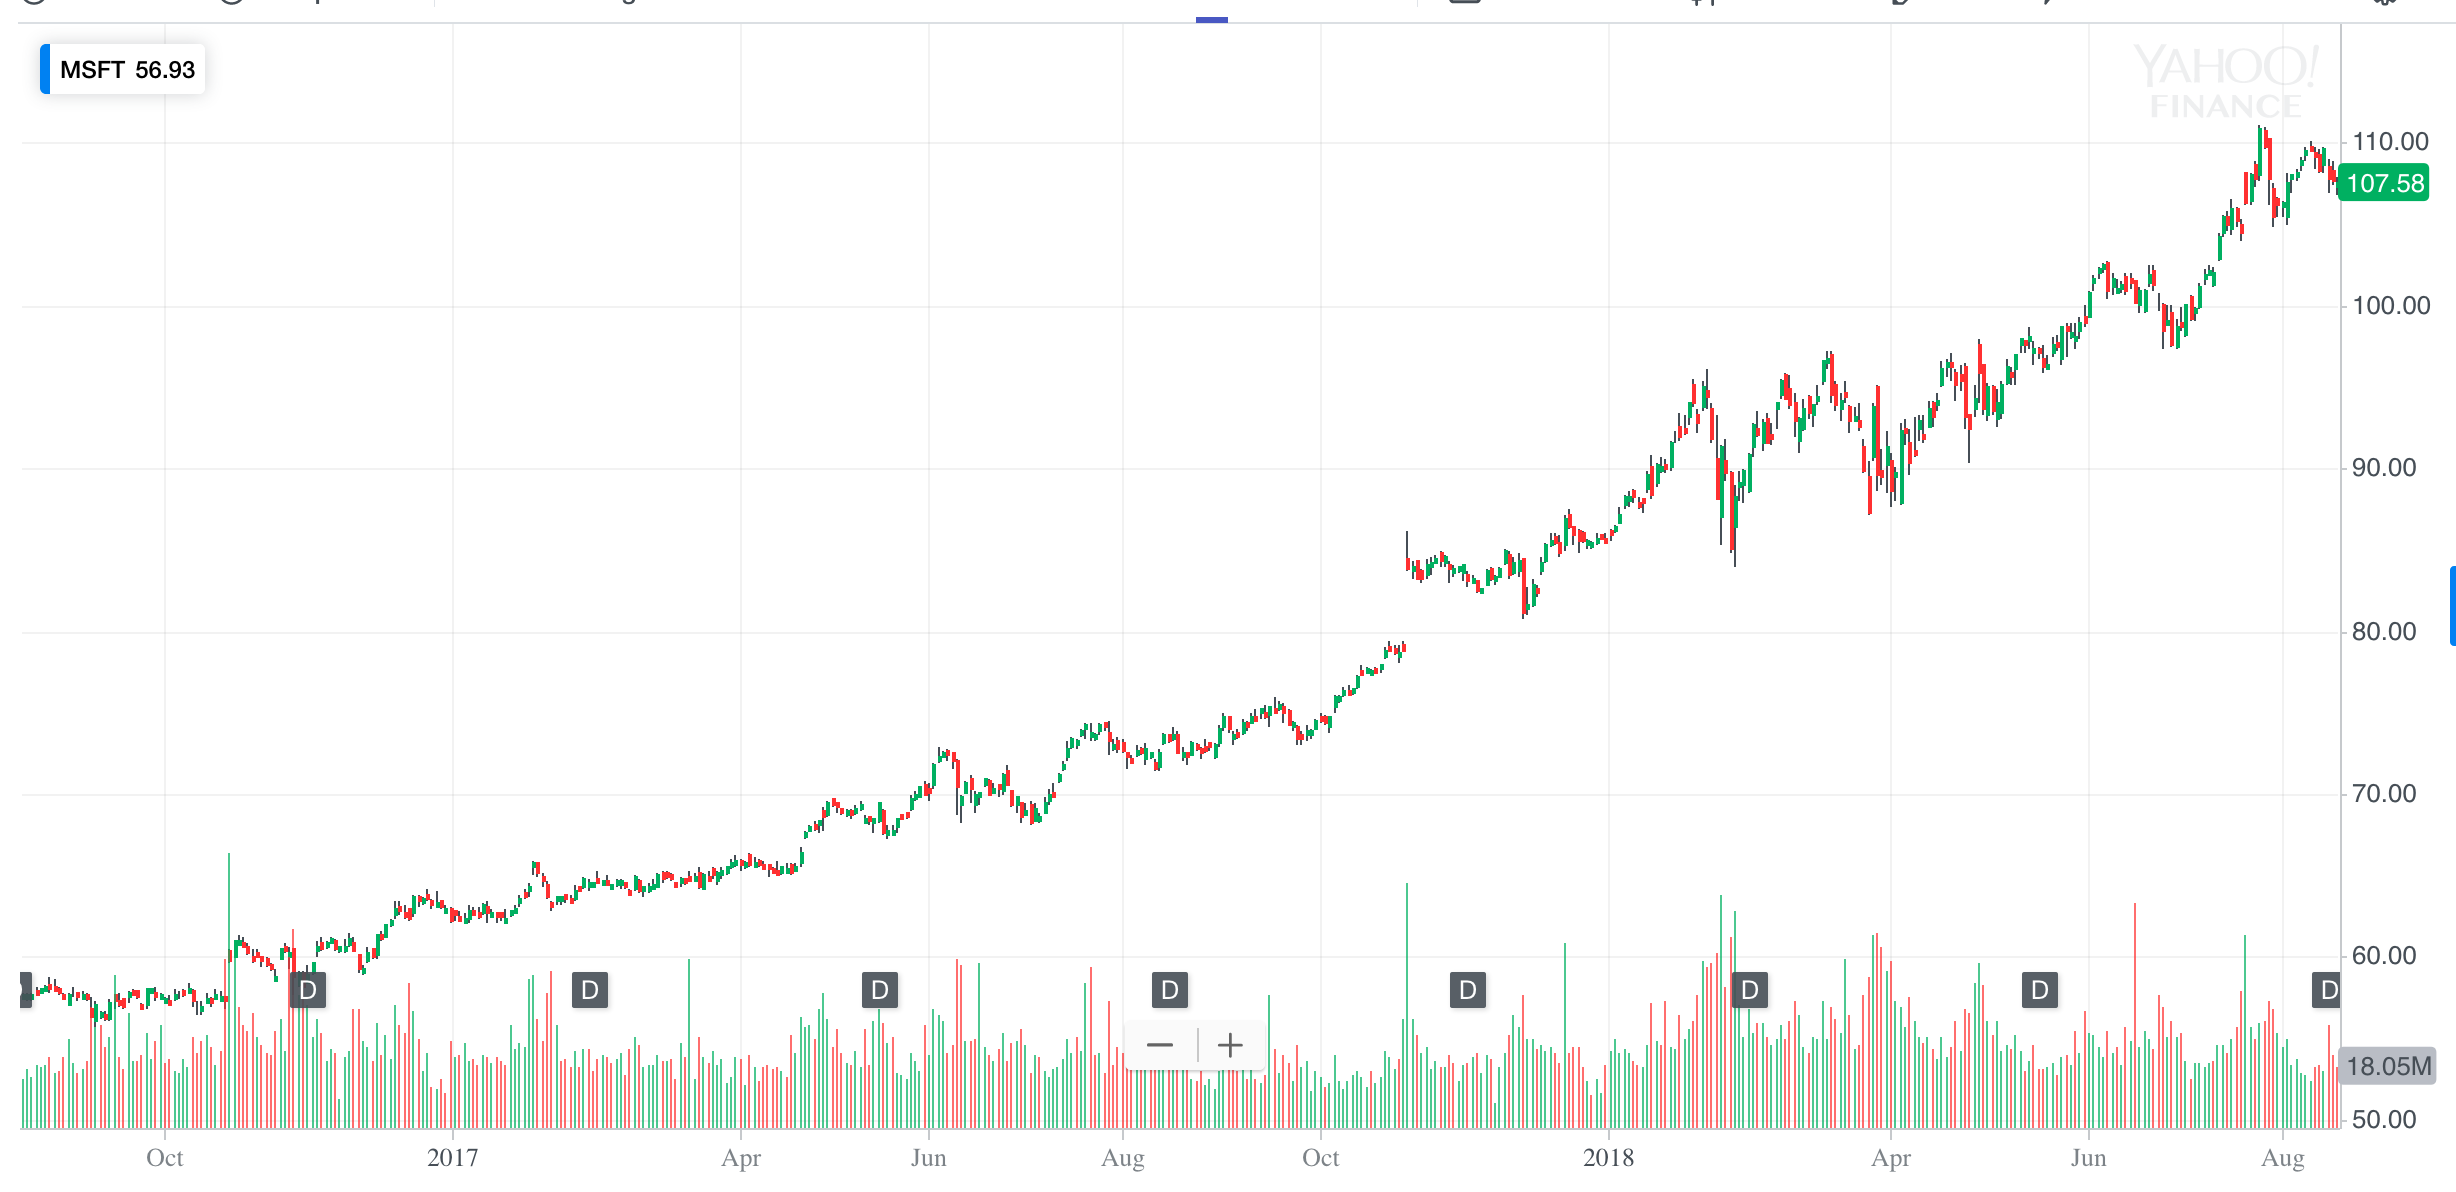 MSFT 56.93
YAHOO!
FINANCE
110.00
107.58
100.00
90.00
80.00
70.00
60.00
D D D D D D D D
18.05M
50.00
Oct 2017 Apr Jun Aug Oct 2018 Apr Jun Aug